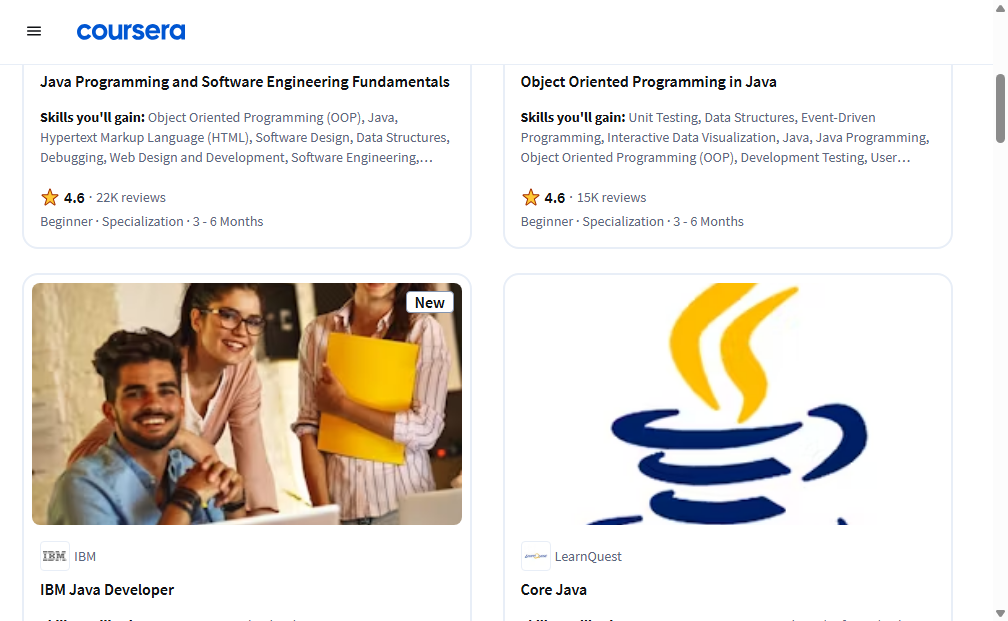 coursera
Java Programming and Software Engineering Fundamentals
Skills you'll gain: Object Oriented Programming (OOP), Java,
Hypertext Markup Language (HTML), Software Design, Data Structures,
Debugging, Web Design and Development, Software Engineering,…
4.6 · 22K reviews
Beginner · Specialization · 3 - 6 Months
Object Oriented Programming in Java
Skills you'll gain: Unit Testing, Data Structures, Event-Driven
Programming, Interactive Data Visualization, Java, Java Programming,
Object Oriented Programming (OOP), Development Testing, User…
4.6 · 15K reviews
Beginner · Specialization · 3 - 6 Months
New
IBM IBM
IBM Java Developer
LearnQuest
Core Java